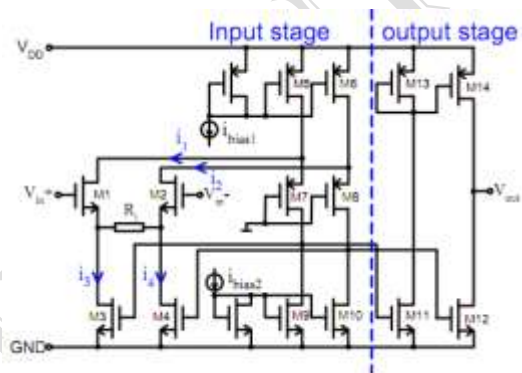 Input stage
output stage
V_DD
M5
M6
M13
M14
i_bias1
i_1
i_2
V_in+
M1
M2
V_in-
R_i
M7
M8
V_out
i_3
i_4
i_bias2
M3
M4
M9
M10
M11
M12
GND